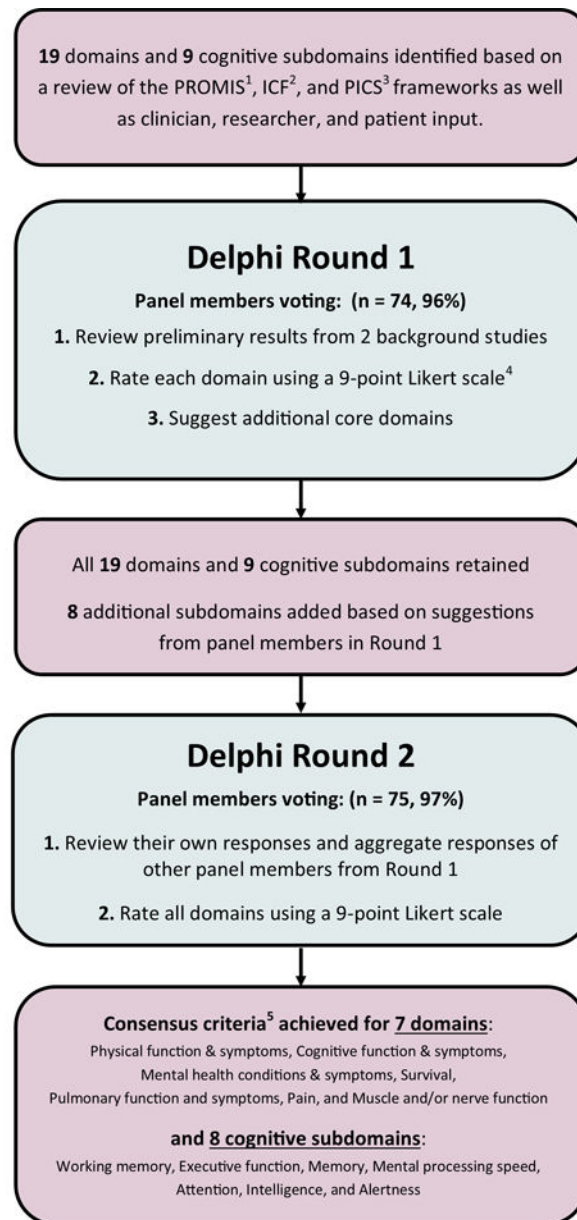 19 domains and 9 cognitive subdomains identified based on
a review of the PROMIS1, ICF2, and PICS3 frameworks as well
as clinician, researcher, and patient input.
Delphi Round 1
Panel members voting: (n = 74, 96%)
1. Review preliminary results from 2 background studies
2. Rate each domain using a 9-point Likert scale4
3. Suggest additional core domains
All 19 domains and 9 cognitive subdomains retained
8 additional subdomains added based on suggestions
from panel members in Round 1
Delphi Round 2
Panel members voting: (n = 75, 97%)
1. Review their own responses and aggregate responses of
other panel members from Round 1
2. Rate all domains using a 9-point Likert scale
Consensus criteria5 achieved for 7 domains:
Physical function & symptoms, Cognitive function & symptoms,
Mental health conditions & symptoms, Survival,
Pulmonary function and symptoms, Pain, and Muscle and/or nerve function
and 8 cognitive subdomains:
Working memory, Executive function, Memory, Mental processing speed,
Attention, Intelligence, and Alertness